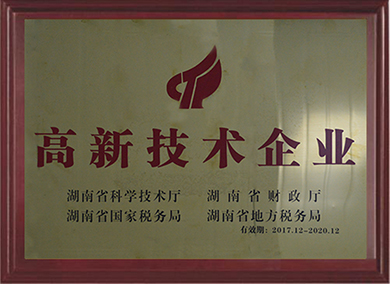 高新技术企业
湖南省科学技术厅 湖南省财政厅
湖南省国家税务局 湖南省地方税务局
有效期：2017.12-2020.12